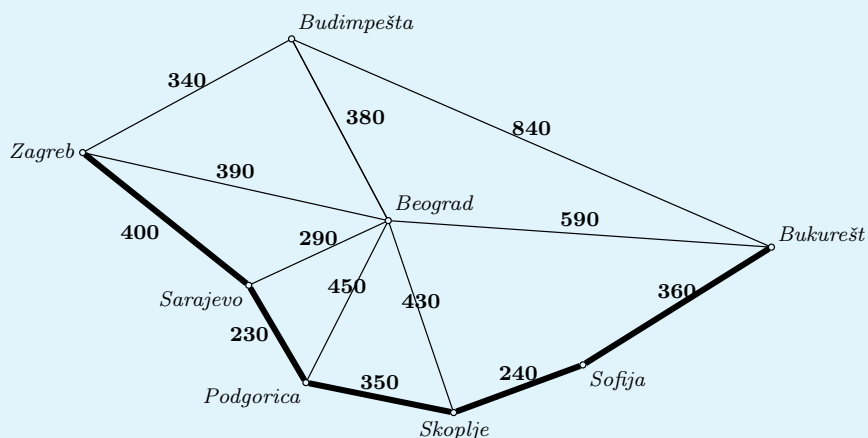 Budimpešta
340
380
840
Zagreb
390
Beograd
590
Bukurešt
400
290
450
430
360
Sarajevo
230
350
240
Sofija
Podgorica
Skoplje